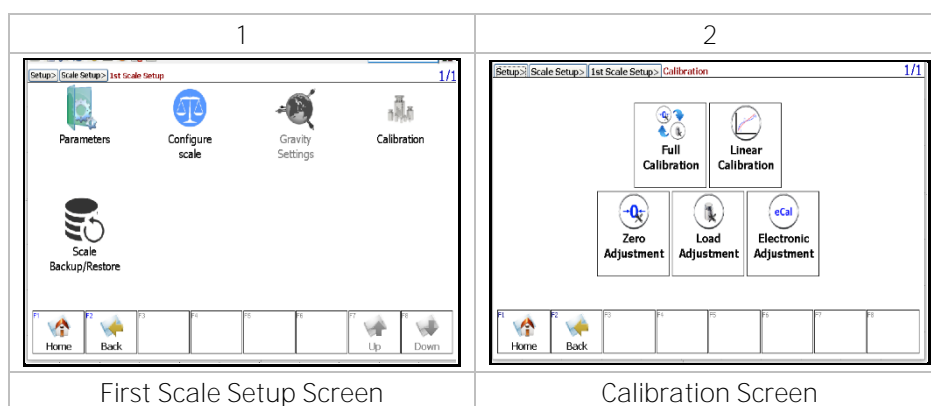 1
2
Setup> Scale Setup> 1st Scale Setup
1/1
Parameters
Configure
scale
Gravity
Settings
Calibration
Scale
Backup/Restore
F1
F2
F3
F4
F5
F6
F7
F8
Home
Back
Up
Down
Setup> Scale Setup> 1st Scale Setup> Calibration
1/1
Full
Calibration
Linear
Calibration
→0←
eCal
Zero
Adjustment
Load
Adjustment
Electronic
Adjustment
F1
F2
F3
F4
F5
F6
F7
F8
Home
Back
First Scale Setup Screen
Calibration Screen